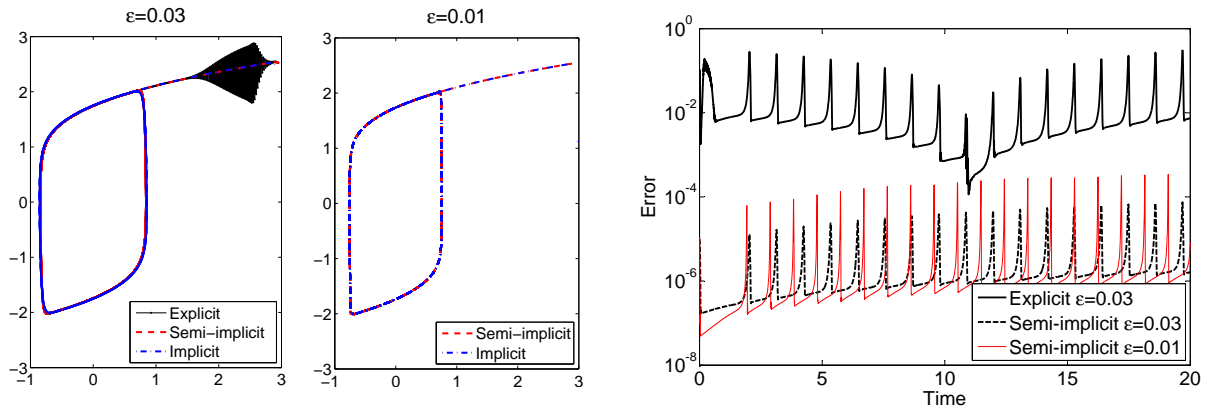 ε=0.03
3
2
1
0
−1
−2
−3
−1
0
1
2
3
Explicit
Semi−implicit
Implicit
ε=0.01
3
2
1
0
−1
−2
−3
−1
0
1
2
3
Semi−implicit
Implicit
Error
10^0
10^-2
10^-4
10^-6
10^-8
0
5
10
15
20
Time
Explicit ε=0.03
Semi-implicit ε=0.03
Semi-implicit ε=0.01